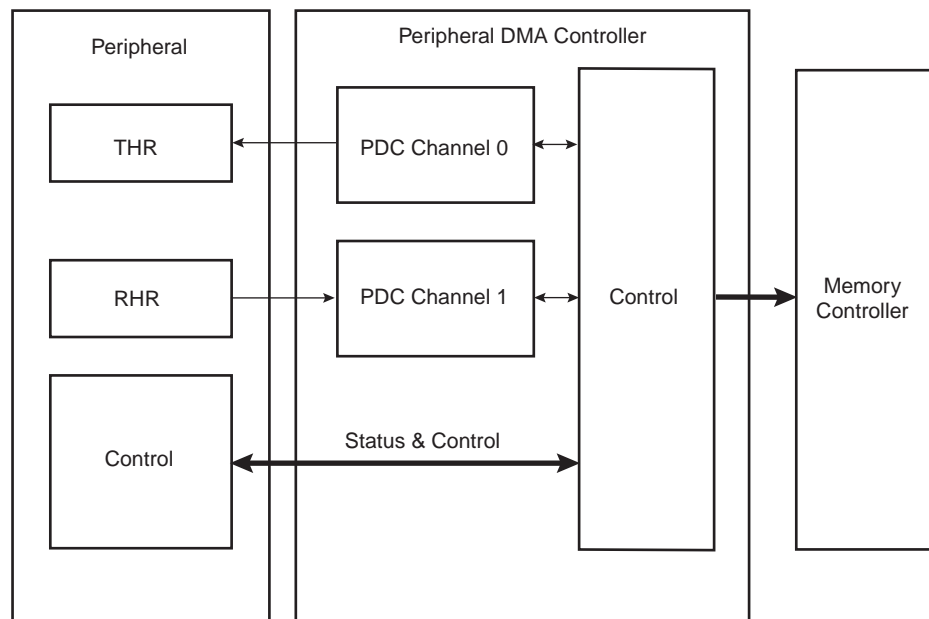 Peripheral
Peripheral DMA Controller
THR
PDC Channel 0
RHR
PDC Channel 1
Control
Memory
Controller
Control
Status & Control